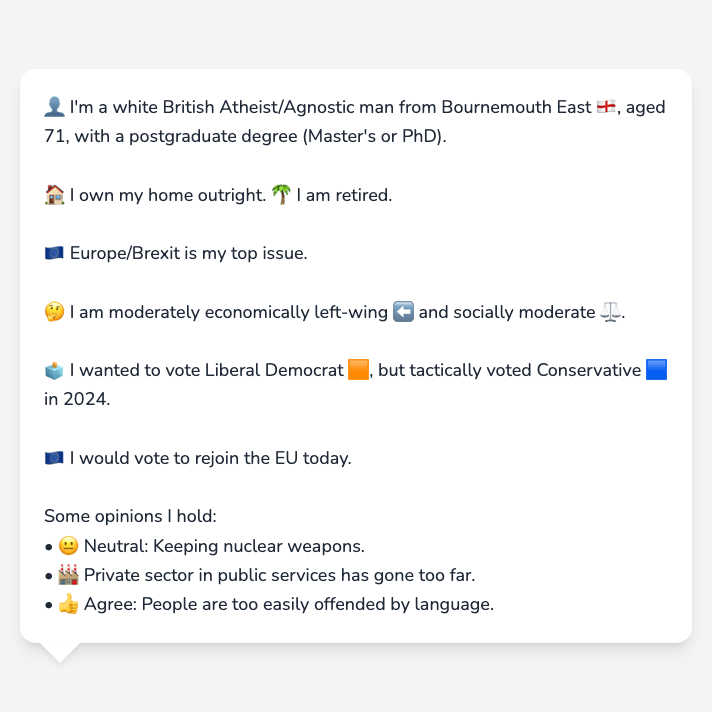 👤 I'm a white British Atheist/Agnostic man from Bournemouth East 🏴󠁧󠁢󠁥󠁮󠁧󠁿, aged
71, with a postgraduate degree (Master's or PhD).
🏠 I own my home outright. 🌴 I am retired.
🇪🇺 Europe/Brexit is my top issue.
🤔 I am moderately economically left-wing ⬅️ and socially moderate ⚖️.
🗳️ I wanted to vote Liberal Democrat 🟧, but tactically voted Conservative 🟦
in 2024.
🇪🇺 I would vote to rejoin the EU today.
Some opinions I hold:
• 😐 Neutral: Keeping nuclear weapons.
• 🏭 Private sector in public services has gone too far.
• 👍 Agree: People are too easily offended by language.